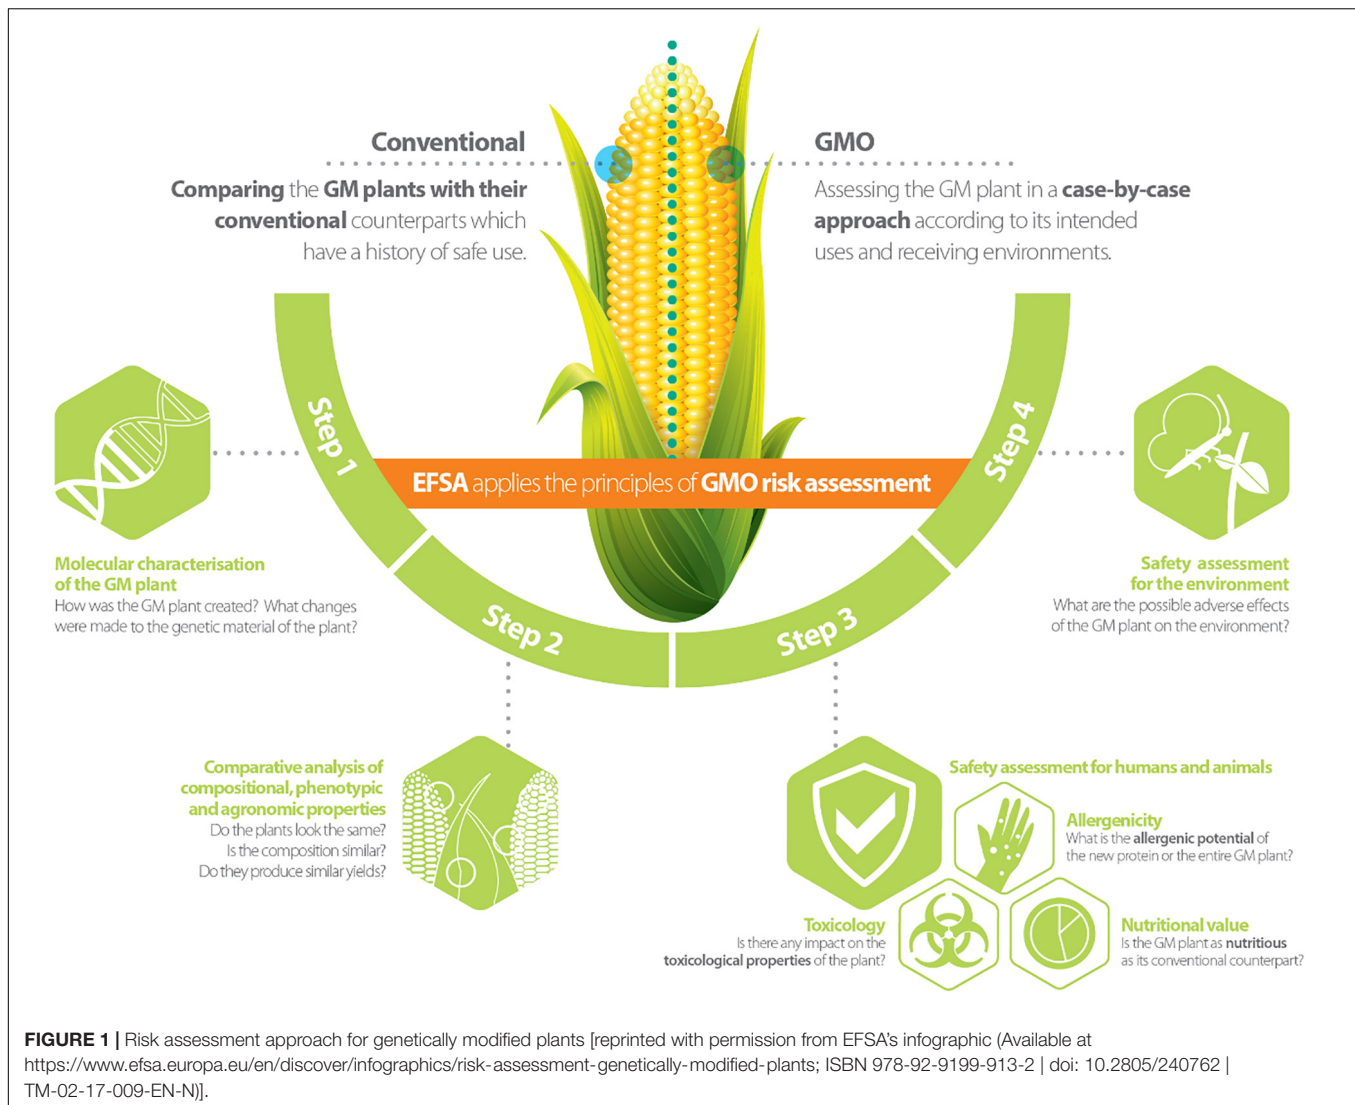 Conventional
Comparing the GM plants with their
conventional counterparts which
have a history of safe use.
GMO
Assessing the GM plant in a case-by-case
approach according to its intended
uses and receiving environments.
EFSA applies the principles of GMO risk assessment
Step 1
Molecular characterisation
of the GM plant
How was the GM plant created? What changes
were made to the genetic material of the plant?
Step 2
Comparative analysis of
compositional, phenotypic
and agronomic properties
Do the plants look the same?
Is the composition similar?
Do they produce similar yields?
Step 3
Safety assessment for humans and animals
Allergenicity
What is the allergenic potential of
the new protein or the entire GM plant?
Toxicology
Is there any impact on the
toxicological properties of the plant?
Nutritional value
Is the GM plant as nutritious
as its conventional counterpart?
Step 4
Safety assessment
for the environment
What are the possible adverse effects
of the GM plant on the environment?
FIGURE 1 | Risk assessment approach for genetically modified plants [reprinted with permission from EFSA's infographic (Available at
https://www.efsa.europa.eu/en/discover/infographics/risk-assessment-genetically-modified-plants; ISBN 978-92-9199-913-2 | doi: 10.2805/240762 |
TM-02-17-009-EN-N)].